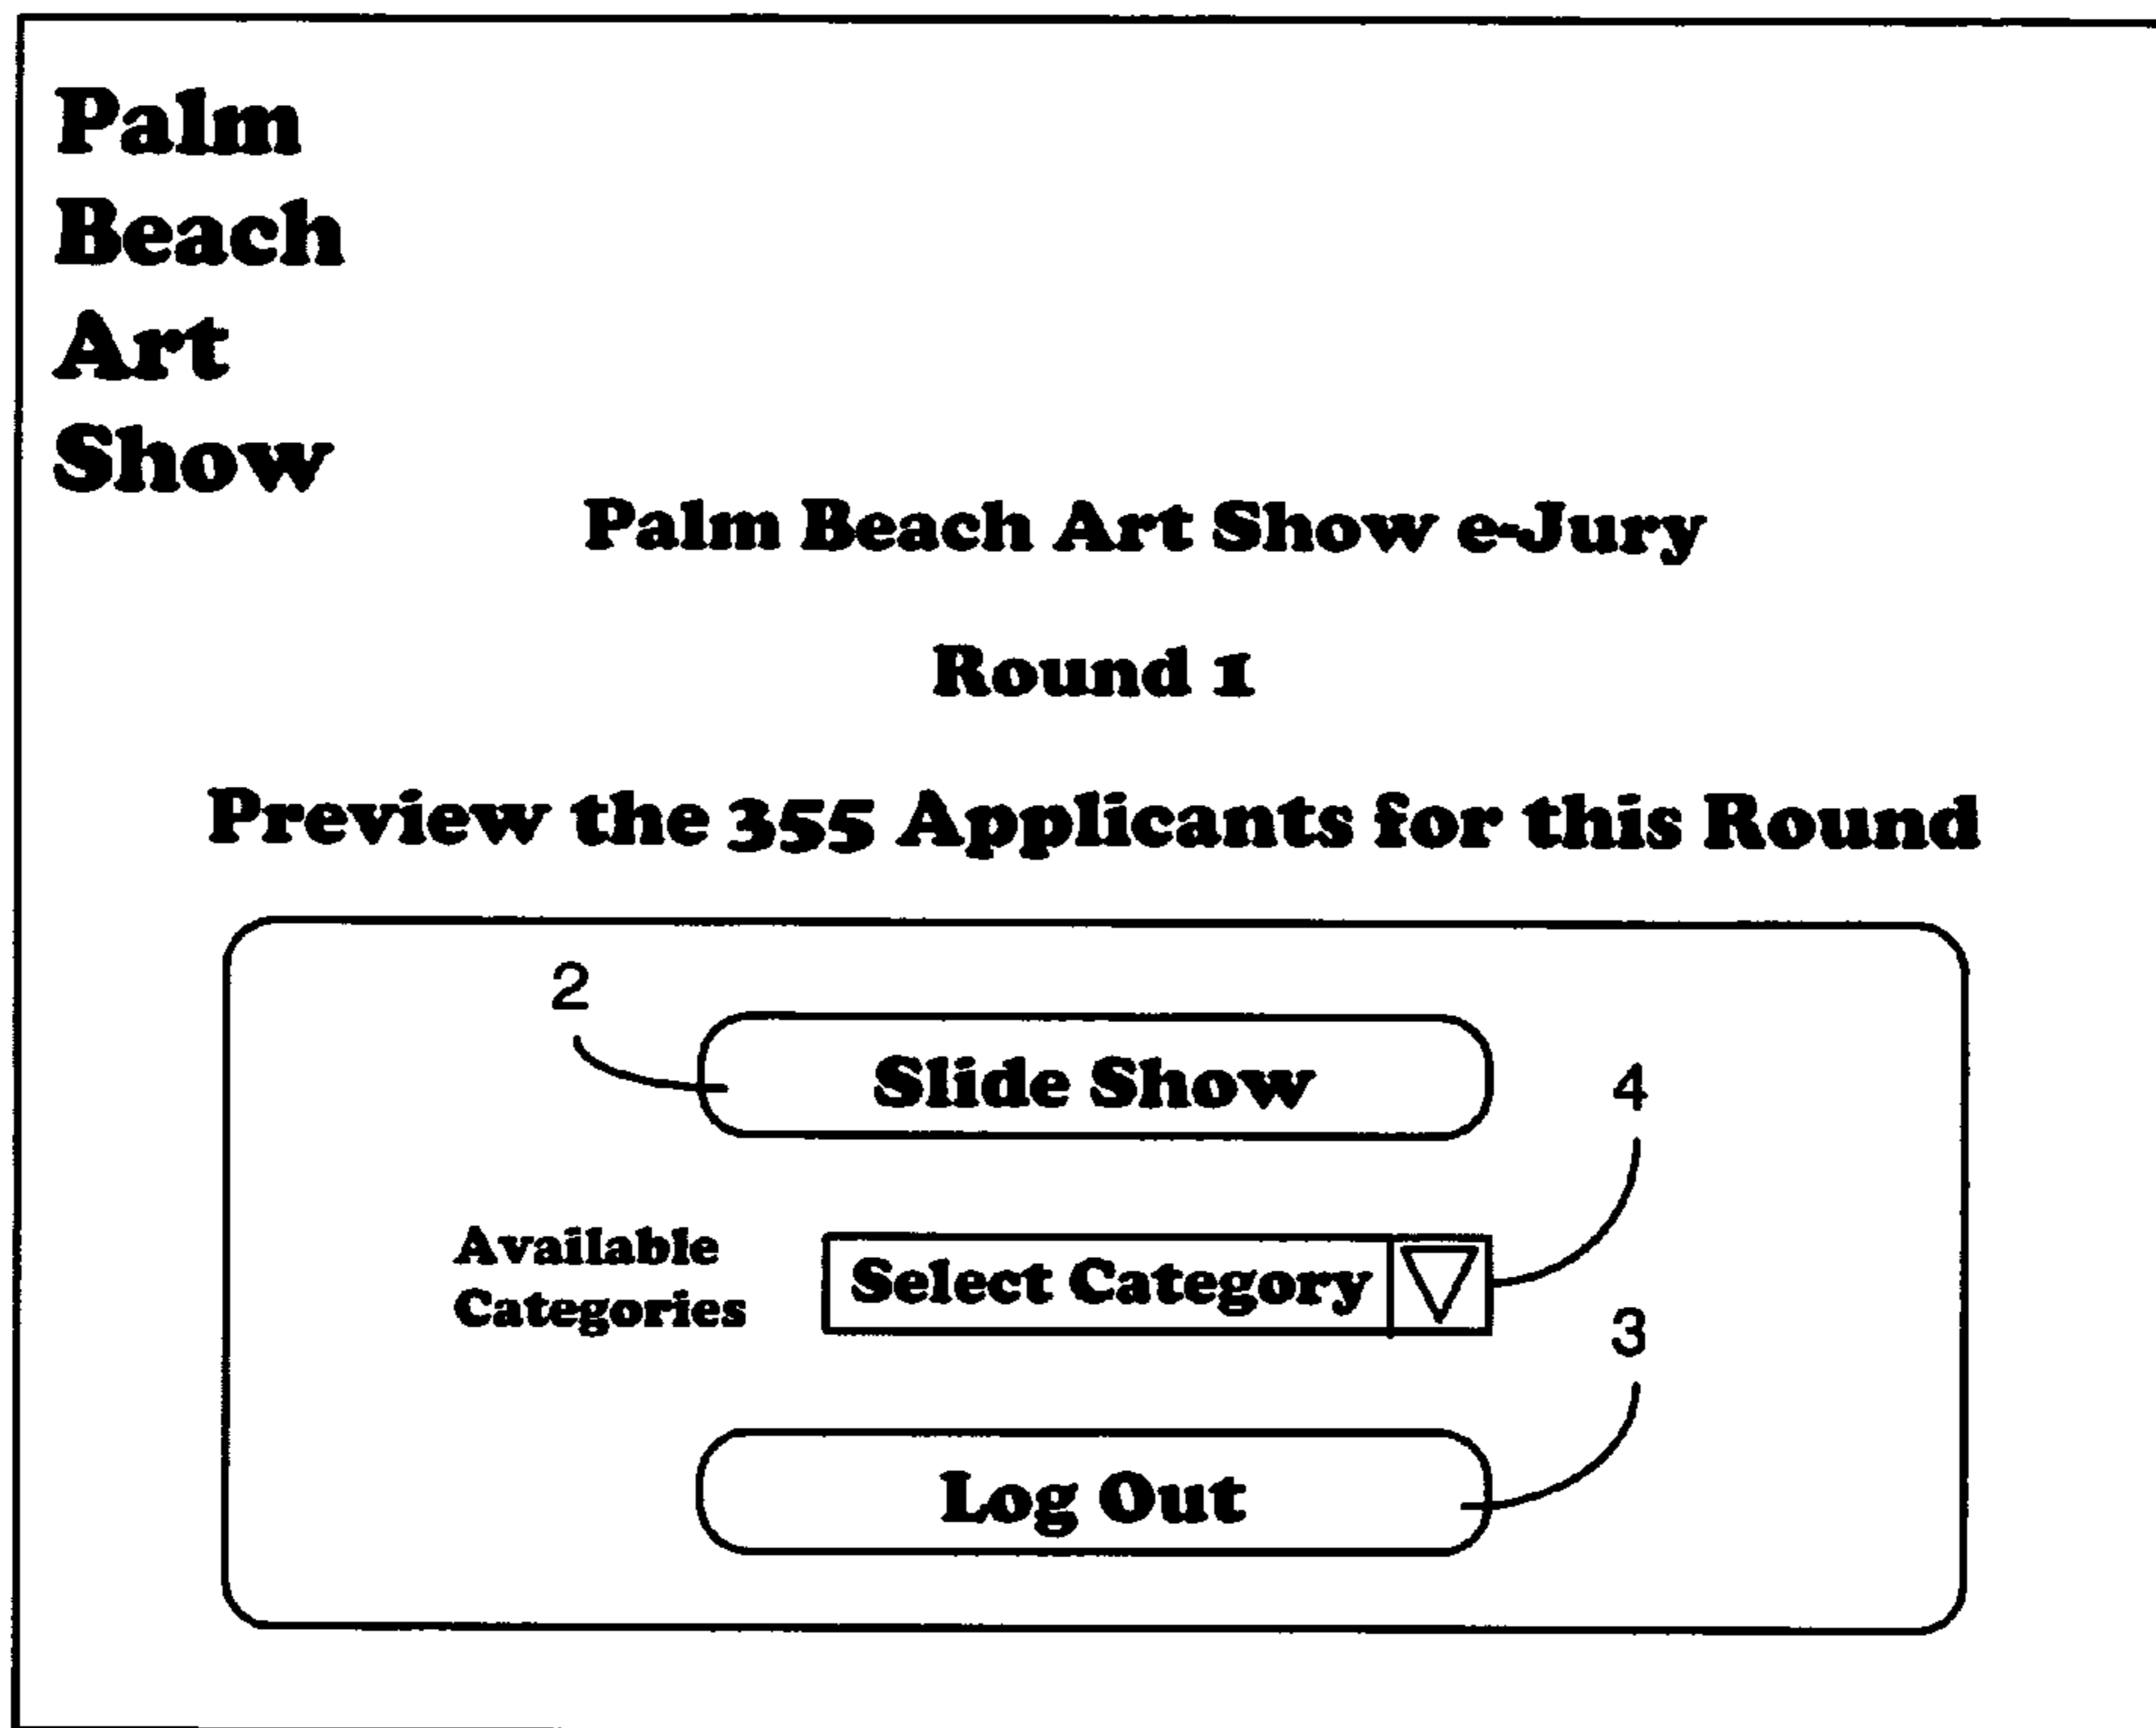 Palm
Beach
Art
Show
Palm Beach Art Show e-Jury
Round 1
Preview the 355 Applicants for this Round
2
Slide Show
4
Available
Categories
Select Category
3
Log Out